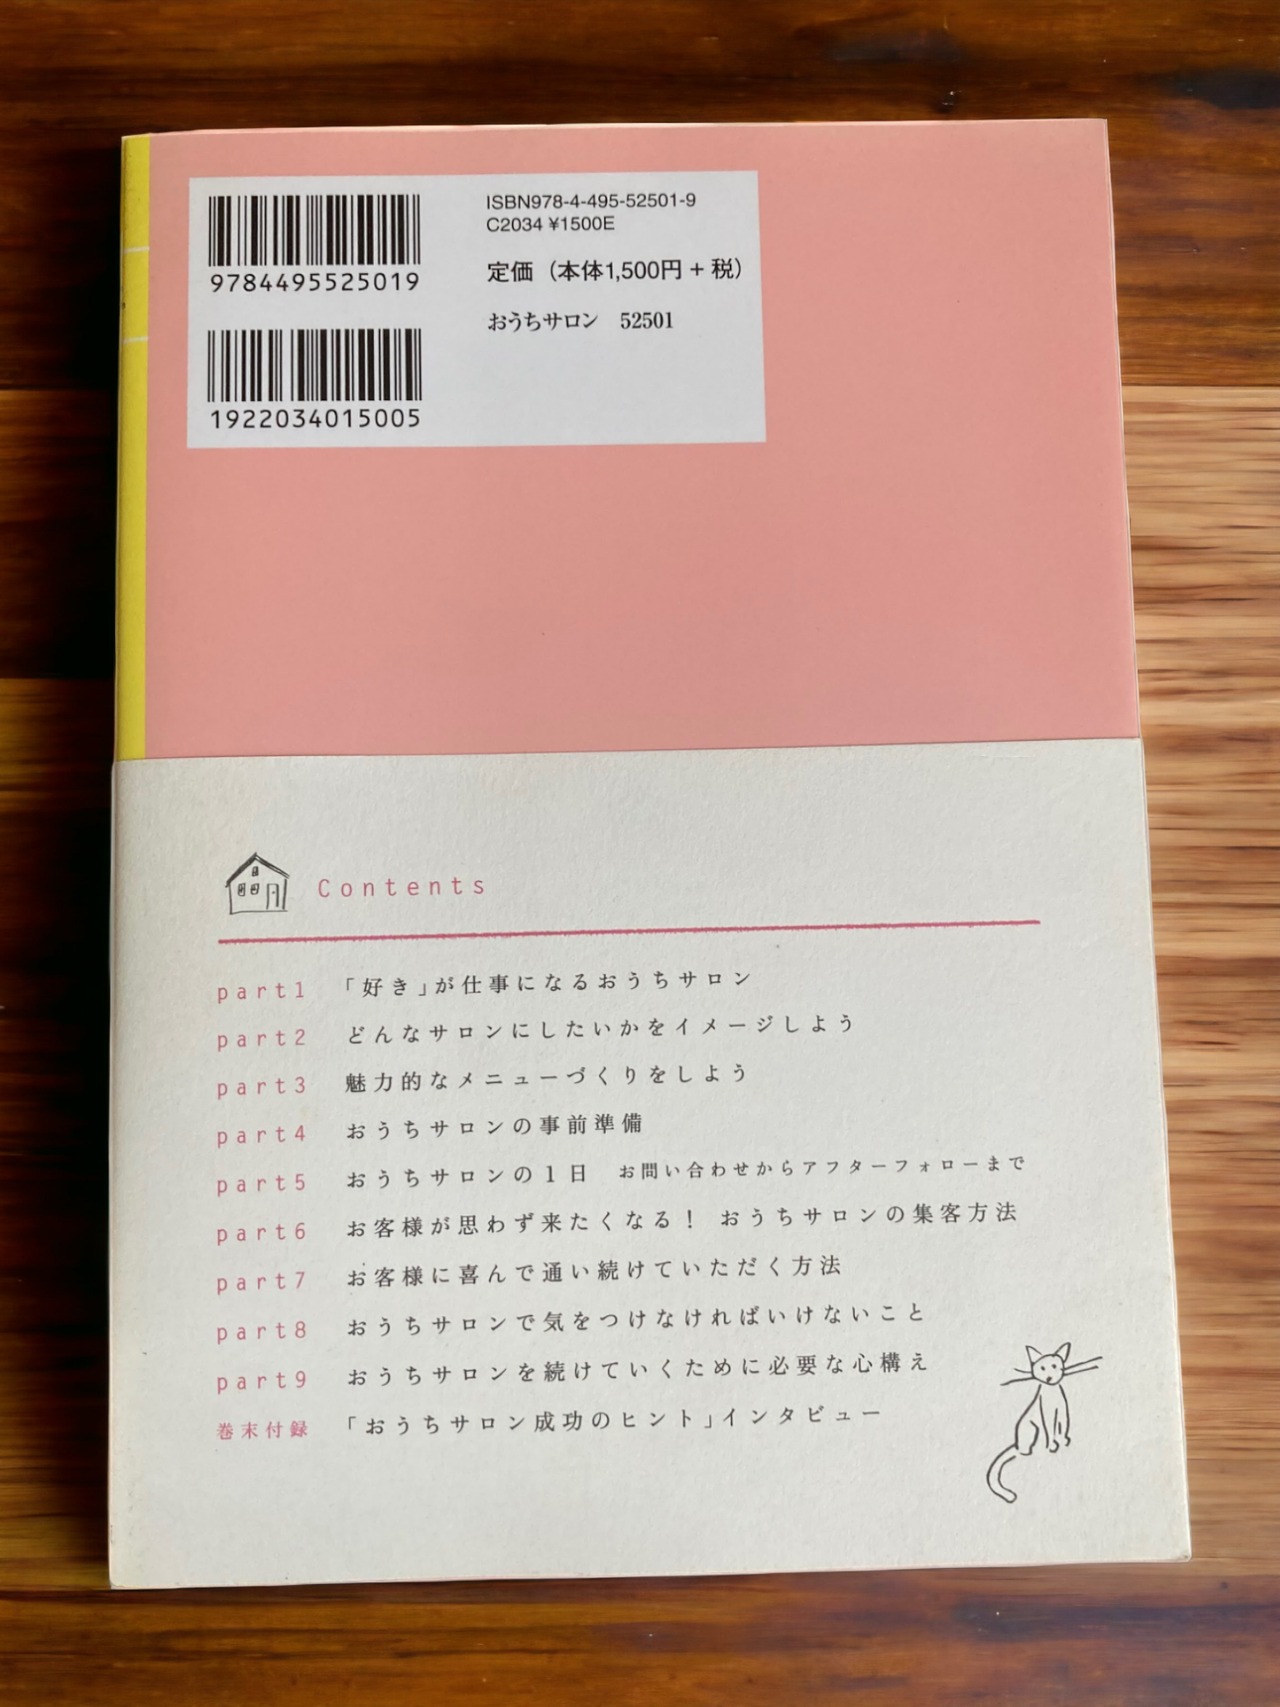 9784495525019
1922034015005
ISBN978-4-495-52501-9
C2034 ¥1500E
定価（本体1,500円＋税）
おうちサロン　52501
Contents
part1　「好き」が仕事になるおうちサロン
part2　どんなサロンにしたいかをイメージしよう
part3　魅力的なメニューづくりをしよう
part4　おうちサロンの事前準備
part5　おうちサロンの1日　お問い合わせからアフターフォローまで
part6　お客様が思わず来たくなる！ おうちサロンの集客方法
part7　お客様に喜んで通い続けていただく方法
part8　おうちサロンで気をつけなければいけないこと
part9　おうちサロンを続けていくために必要な心構え
巻末付録　「おうちサロン成功のヒント」インタビュー